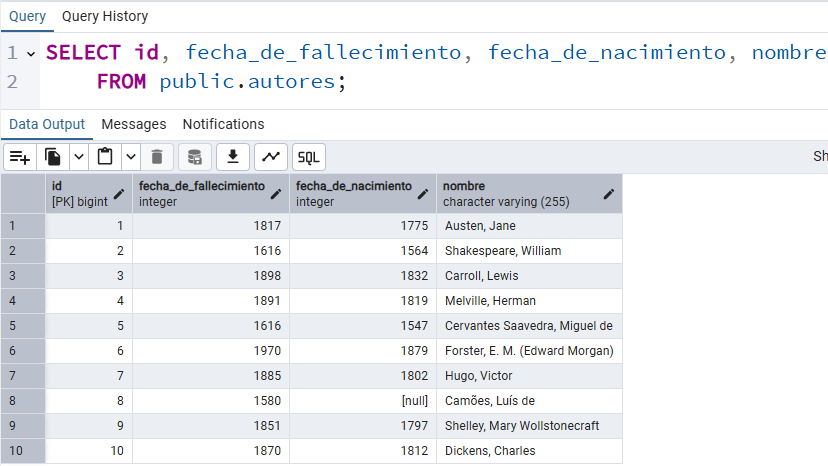 Query Query History
1 SELECT id, fecha_de_fallecimiento, fecha_de_nacimiento, nombre
2 FROM public.autores;
Data Output Messages Notifications
SQL Sh
id fecha_de_fallecimiento fecha_de_nacimiento nombre
[PK] bigint integer integer character varying (255)
1 1 1817 1775 Austen, Jane
2 2 1616 1564 Shakespeare, William
3 3 1898 1832 Carroll, Lewis
4 4 1891 1819 Melville, Herman
5 5 1616 1547 Cervantes Saavedra, Miguel de
6 6 1970 1879 Forster, E. M. (Edward Morgan)
7 7 1885 1802 Hugo, Victor
8 8 1580 [null] Camões, Luís de
9 9 1851 1797 Shelley, Mary Wollstonecraft
10 10 1870 1812 Dickens, Charles